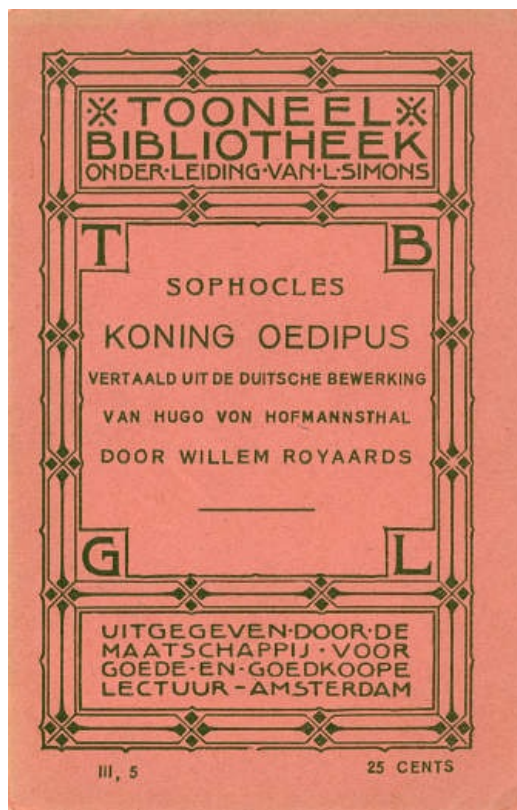 TOONEEL
BIBLIOTHEEK
ONDER·LEIDING·VAN·L·SIMONS
T B
SOPHOCLES
KONING OEDIPUS
VERTAALD UIT DE DUITSCHE BEWERKING
VAN HUGO VON HOFMANNSTHAL
DOOR WILLEM ROYAARDS
G L
UITGEGEVEN·DOOR·DE
MAATSCHAPPIJ·VOOR
GOEDE·EN·GOEDKOOPE
LECTUUR-AMSTERDAM
III, 5 25 CENTS